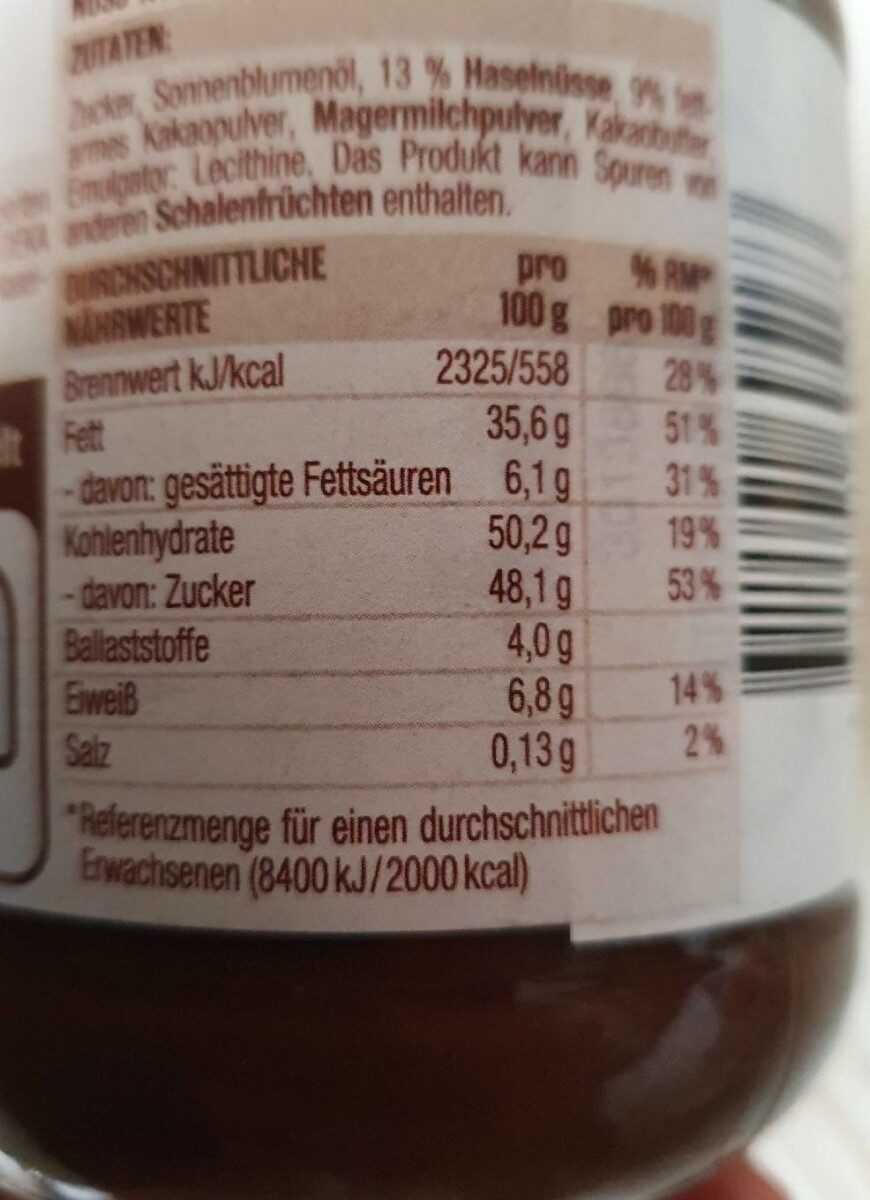 ZUTATEN:
Zucker, Sonnenblumenöl, 13 % Haselnüsse, 9% fett-
armes Kakaopulver, Magermilchpulver, Kakaobutter,
Emulgator: Lecithine. Das Produkt kann Spuren von
anderen Schalenfrüchten enthalten.
DURCHSCHNITTLICHE pro % RM*
NÄHRWERTE 100 g pro 100 g
Brennwert kJ/kcal 2325/558 28 %
Fett 35,6 g 51 %
- davon: gesättigte Fettsäuren 6,1 g 31 %
Kohlenhydrate 50,2 g 19 %
- davon: Zucker 48,1 g 53 %
Ballaststoffe 4,0 g
Eiweiß 6,8 g 14 %
Salz 0,13 g 2 %
*Referenzmenge für einen durchschnittlichen
Erwachsenen (8400 kJ/2000 kcal)